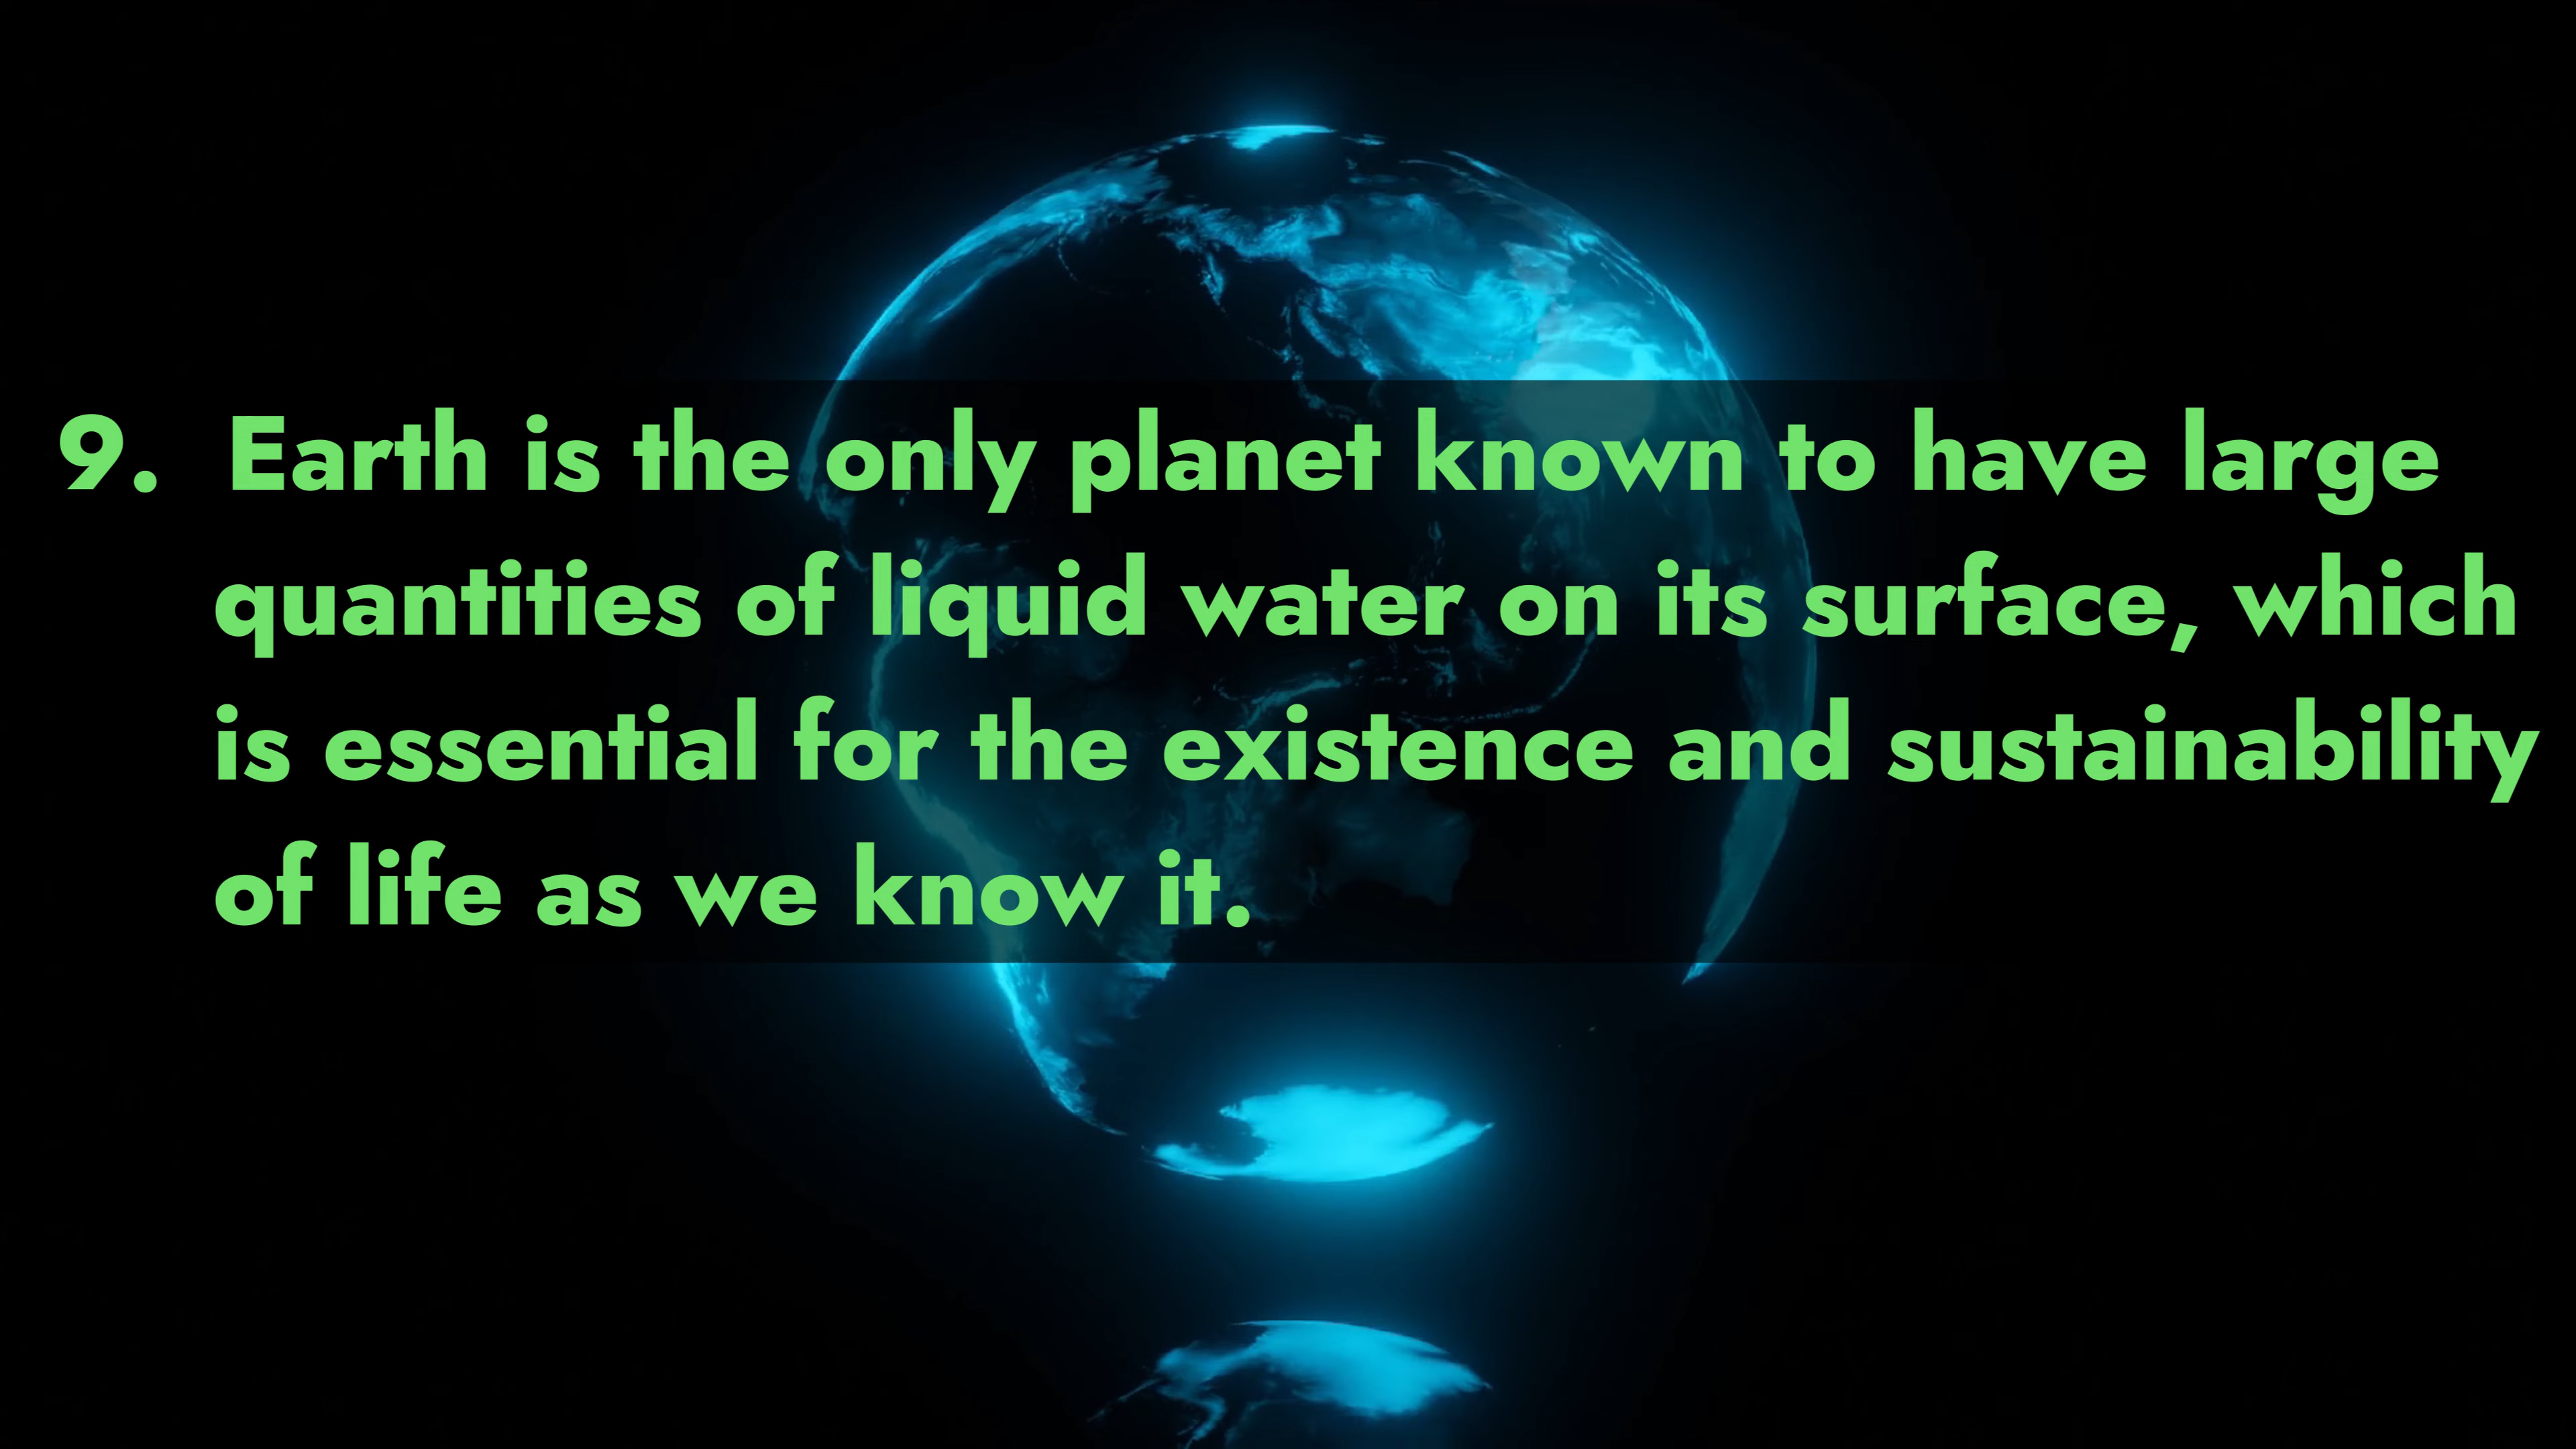 9. Earth is the only planet known to have large
quantities of liquid water on its surface, which
is essential for the existence and sustainability
of life as we know it.